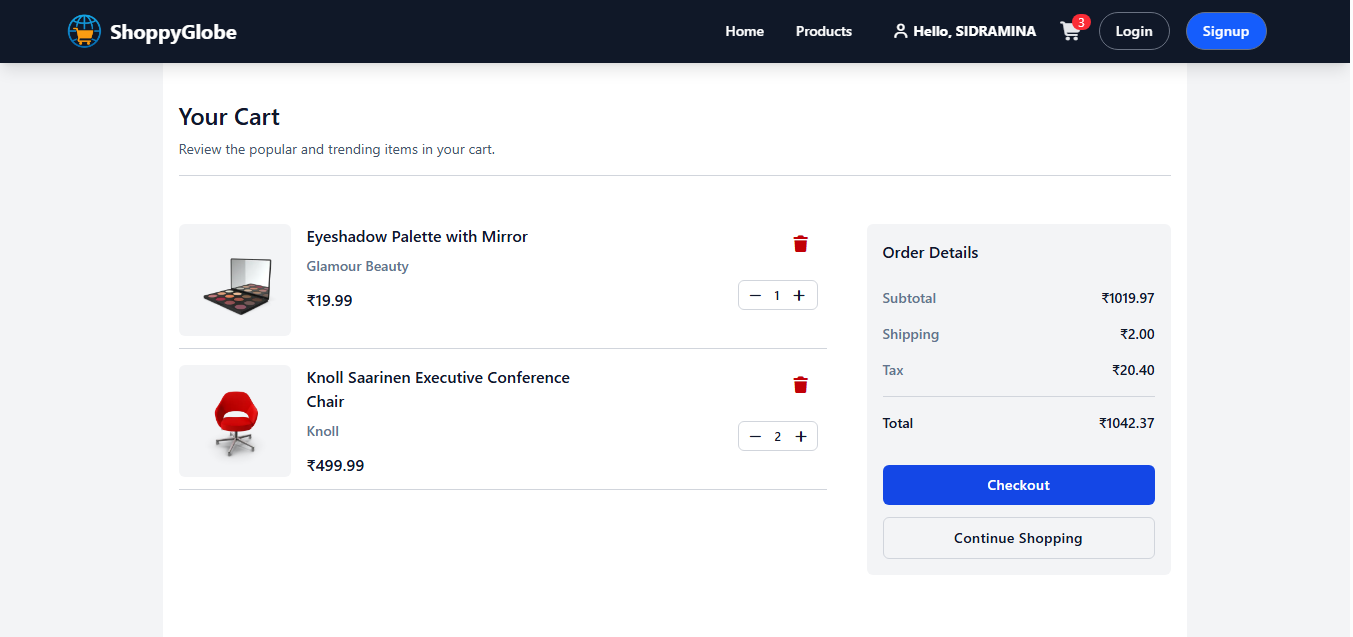 ShoppyGlobe
Home
Products
Hello, SIDRAMINA
3
Login
Signup
Your Cart
Review the popular and trending items in your cart.
Eyeshadow Palette with Mirror
Glamour Beauty
₹19.99
1
Knoll Saarinen Executive Conference
Chair
Knoll
₹499.99
2
Order Details
Subtotal ₹1019.97
Shipping ₹2.00
Tax ₹20.40
Total ₹1042.37
Checkout
Continue Shopping